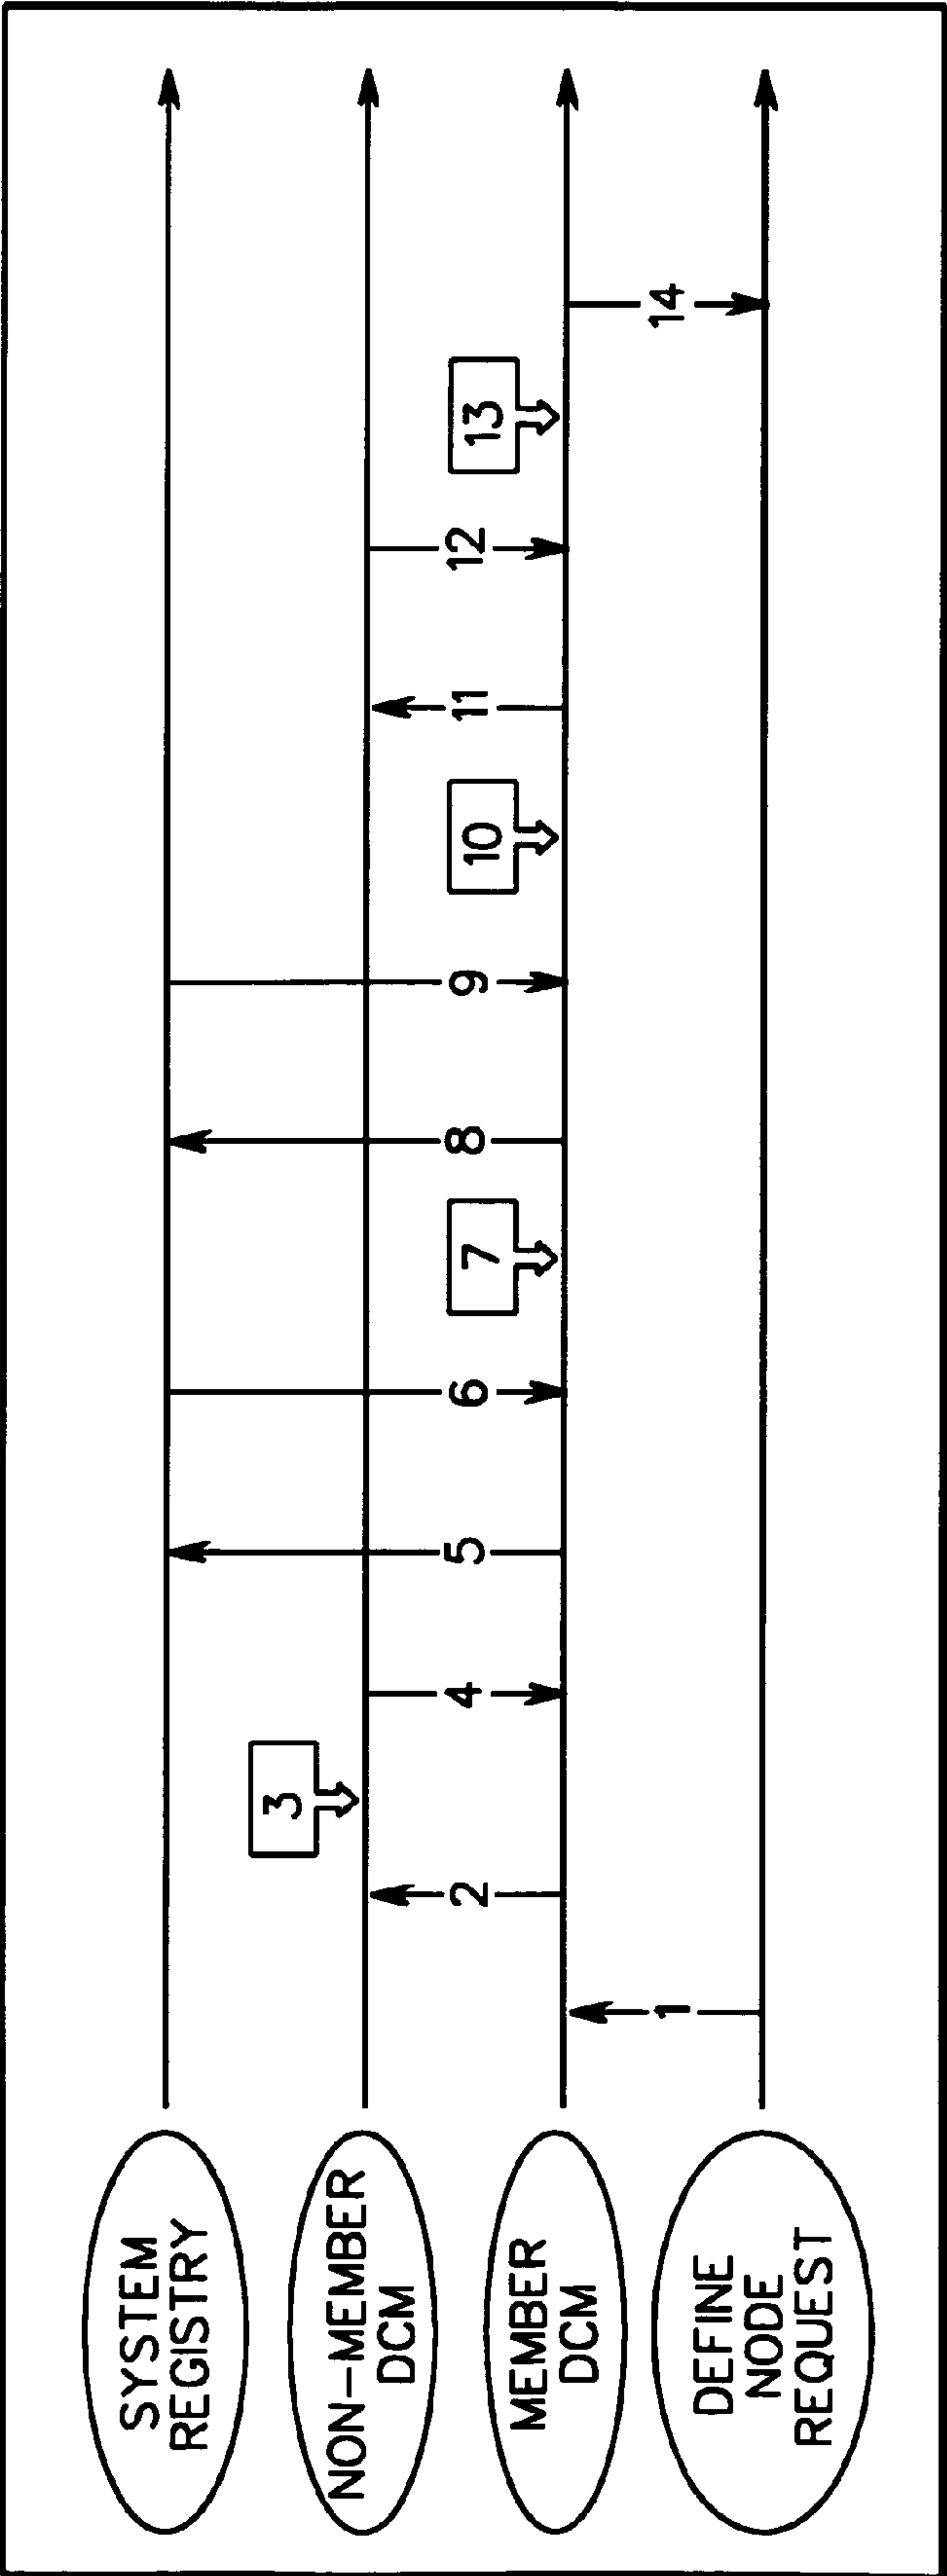 SYSTEM
REGISTRY
NON-MEMBER
DCM
MEMBER
DCM
DEFINE
NODE
REQUEST
1
2
3
4
5
6
7
8
9
10
11
12
13
14